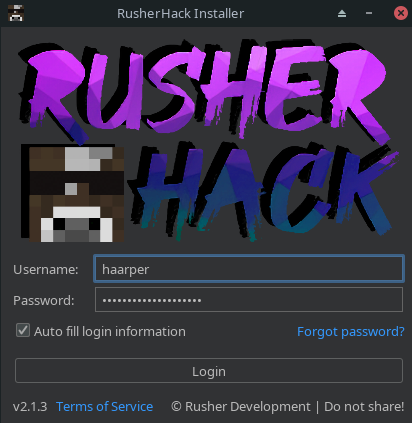 RusherHack Installer
RUSHER
HACK
Username: haarper
Password: ••••••••••••••••••••
Auto fill login information Forgot password?
Login
v2.1.3 Terms of Service © Rusher Development | Do not share!